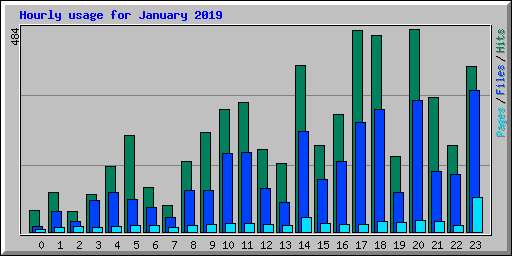 Hourly usage for January 2019
484
Pages/Files/Hits
0 1 2 3 4 5 6 7 8 9 10 11 12 13 14 15 16 17 18 19 20 21 22 23